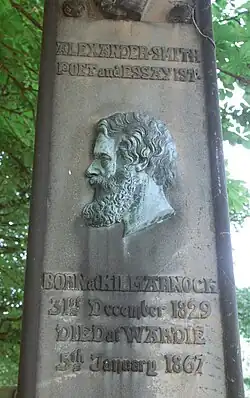 ALEXANDER SMITH
POET and ESSAYIST.
BORN at KILMARNOCK
31st December 1829
DIED at WARDIE
5th January 1867